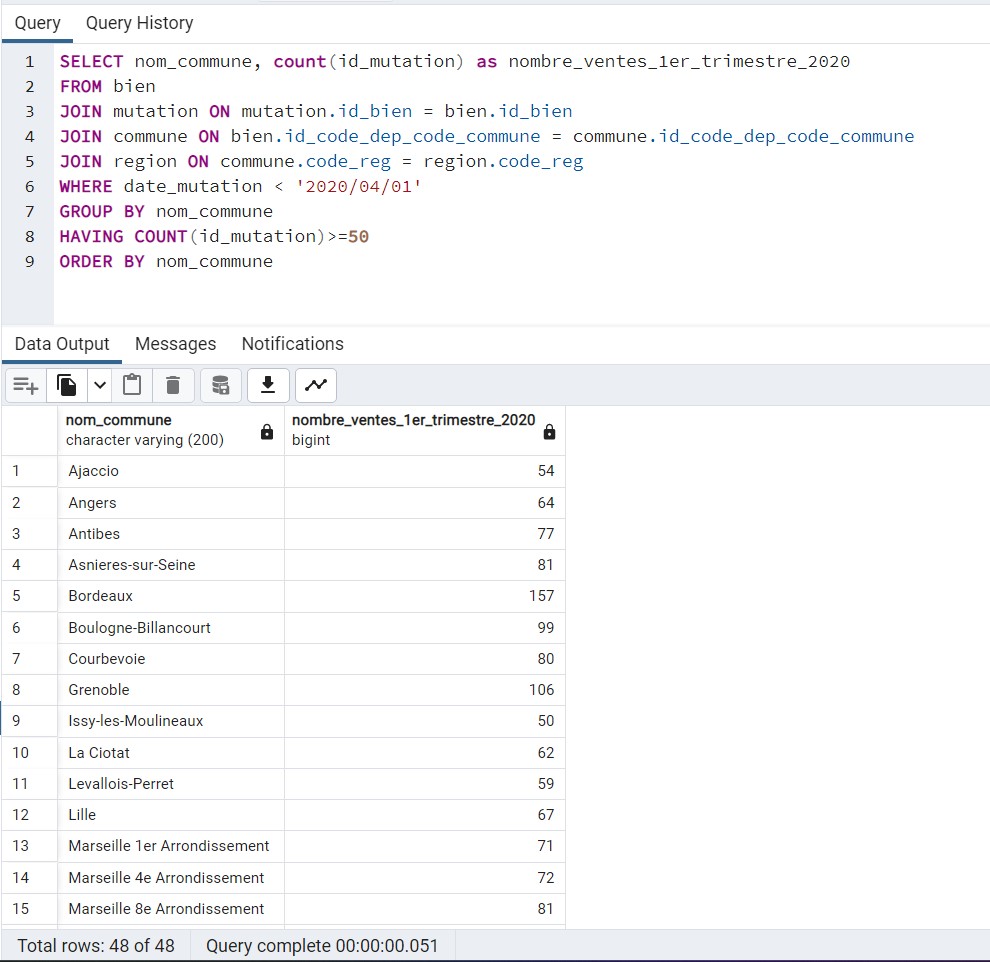 Query Query History
1 SELECT nom_commune, count(id_mutation) as nombre_ventes_1er_trimestre_2020
2 FROM bien
3 JOIN mutation ON mutation.id_bien = bien.id_bien
4 JOIN commune ON bien.id_code_dep_code_commune = commune.id_code_dep_code_commune
5 JOIN region ON commune.code_reg = region.code_reg
6 WHERE date_mutation < '2020/04/01'
7 GROUP BY nom_commune
8 HAVING COUNT(id_mutation)>=50
9 ORDER BY nom_commune
Data Output Messages Notifications
nom_commune nombre_ventes_1er_trimestre_2020
character varying (200) bigint
1 Ajaccio 54
2 Angers 64
3 Antibes 77
4 Asnieres-sur-Seine 81
5 Bordeaux 157
6 Boulogne-Billancourt 99
7 Courbevoie 80
8 Grenoble 106
9 Issy-les-Moulineaux 50
10 La Ciotat 62
11 Levallois-Perret 59
12 Lille 67
13 Marseille 1er Arrondissement 71
14 Marseille 4e Arrondissement 72
15 Marseille 8e Arrondissement 81
Total rows: 48 of 48 Query complete 00:00:00.051